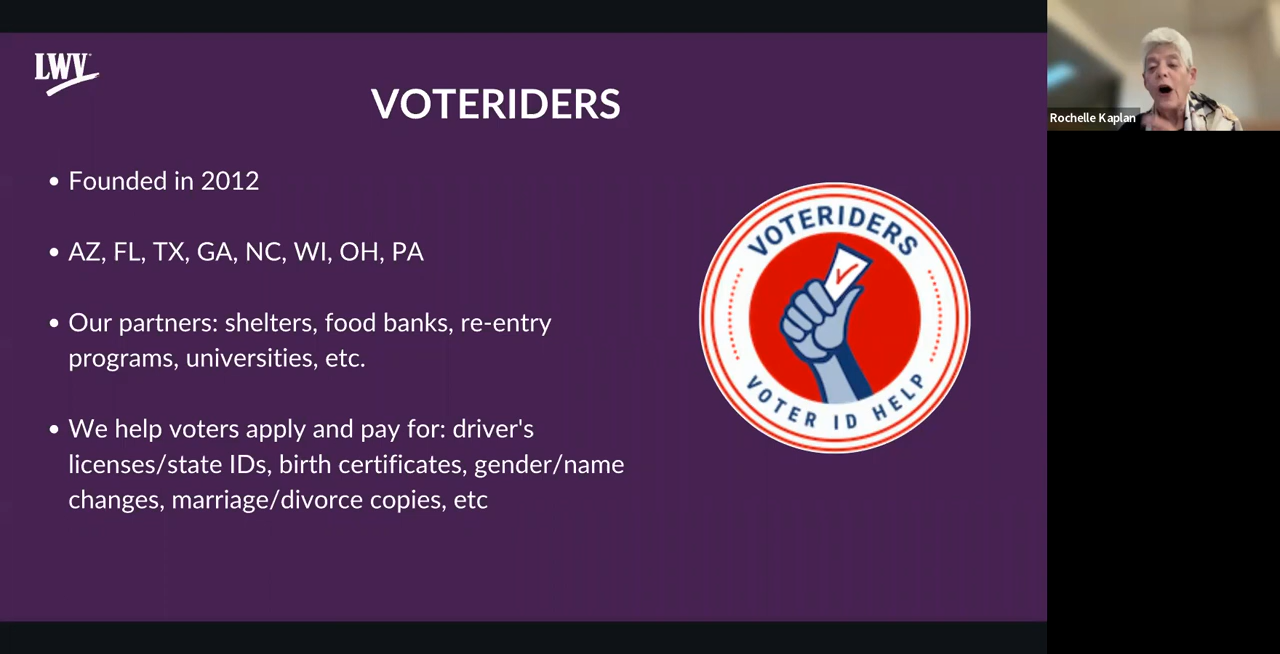 LWV
VOTERIDERS
• Founded in 2012
• AZ, FL, TX, GA, NC, WI, OH, PA
• Our partners: shelters, food banks, re-entry
programs, universities, etc.
• We help voters apply and pay for: driver's
licenses/state IDs, birth certificates, gender/name
changes, marriage/divorce copies, etc
VOTERIDERS
VOTER ID HELP
Rochelle Kaplan